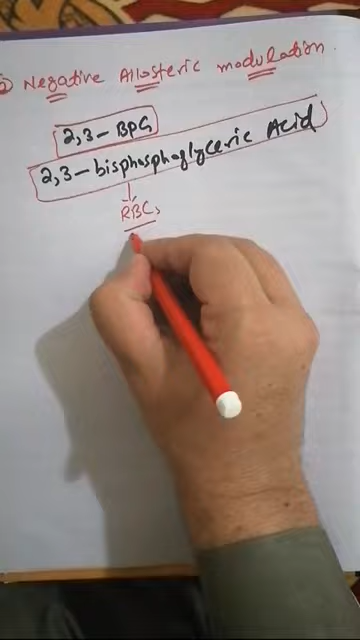 ② Negative Allosteric modulation.
2,3-BPG
2,3-bisphosphoglyceric Acid
RBCs